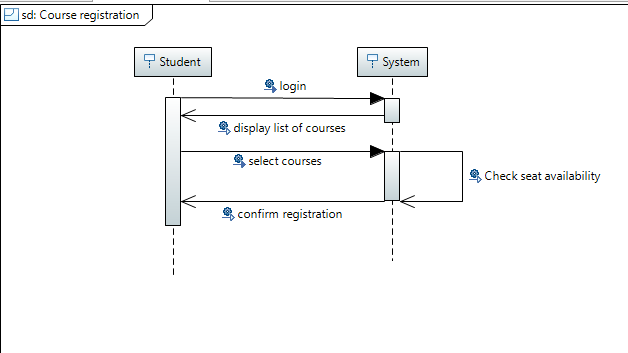 sd: Course registration
Student
System
login
display list of courses
select courses
Check seat availability
confirm registration